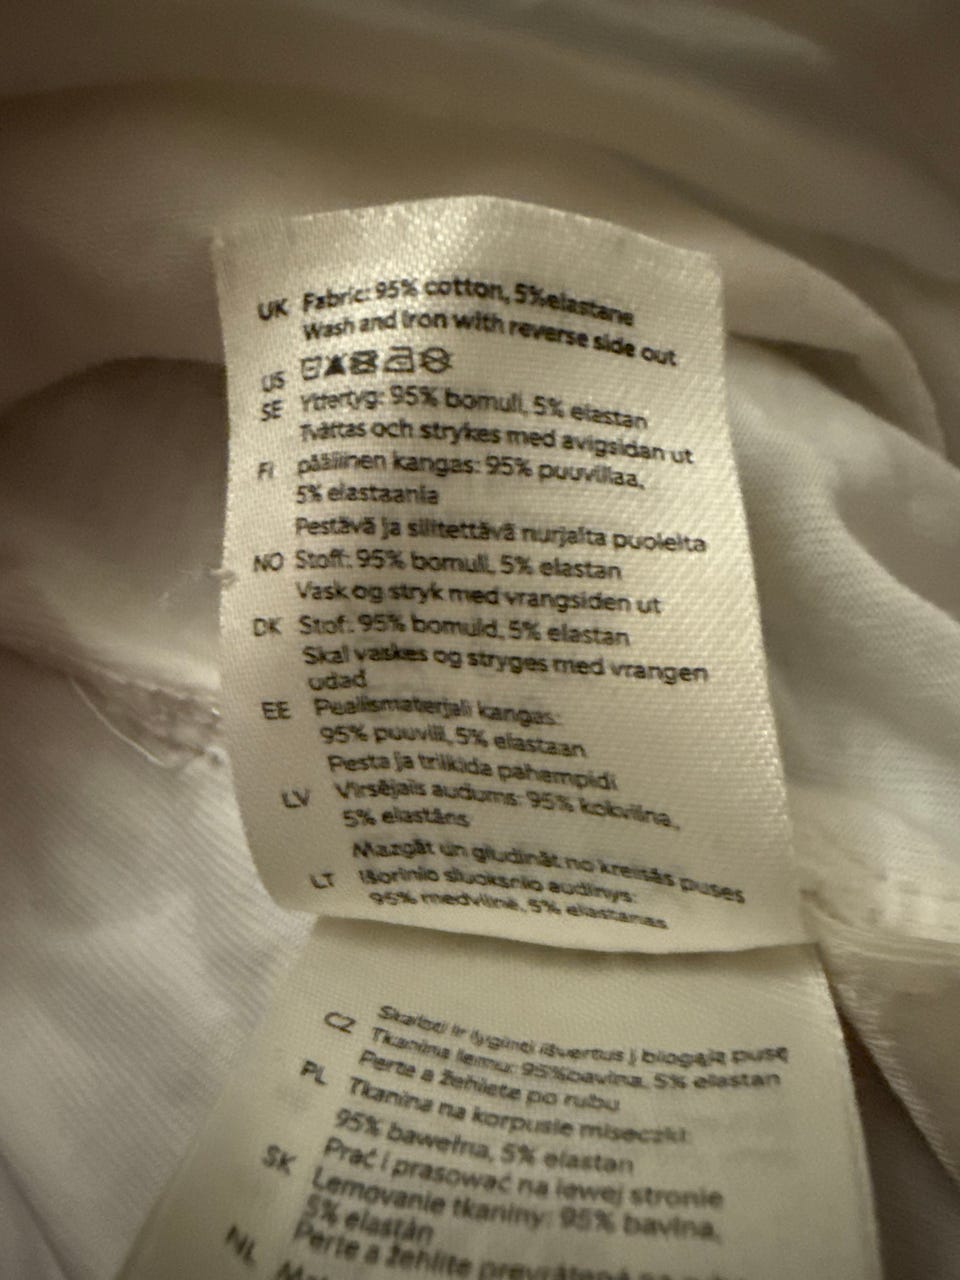 UK Fabric: 95% cotton, 5%elastane
Wash and iron with reverse side out
US
SE Yttertyg: 95% bomull, 5% elastan
Tvättas och strykes med avigsidan ut
FI päällinen kangas: 95% puuvillaa,
5% elastaania
Pestävä ja silitettävä nurjalta puolelta
NO Stoff: 95% bomull, 5% elastan
Vask og stryk med vrangsiden ut
DK Stof: 95% bomuld, 5% elastan
Skal vaskes og stryges med vrangen
udad
EE Pealismaterjali kangas:
95% puuvill, 5% elastaan
Pesta ja triikida pahempidi
LV Virsējais audums: 95% kokvilna,
5% elastāns
Mazgāt un gludināt no kreisās puses
LT Išorinio sluoksnio audinys:
95% medvilnė, 5% elastanas
Skalbti ir lyginti išvertus į blogąją pusę
CZ Tkanina lemu: 95%bavlna, 5% elastan
Perte a žehlete po rubu
PL Tkanina na korpusie miseczki:
95% bawełna, 5% elastan
Prać i prasować na lewej stronie
SK Lemovanie tkaniny: 95% bavlna,
5% elastán
Perte a žehlite prevrátené na
NL